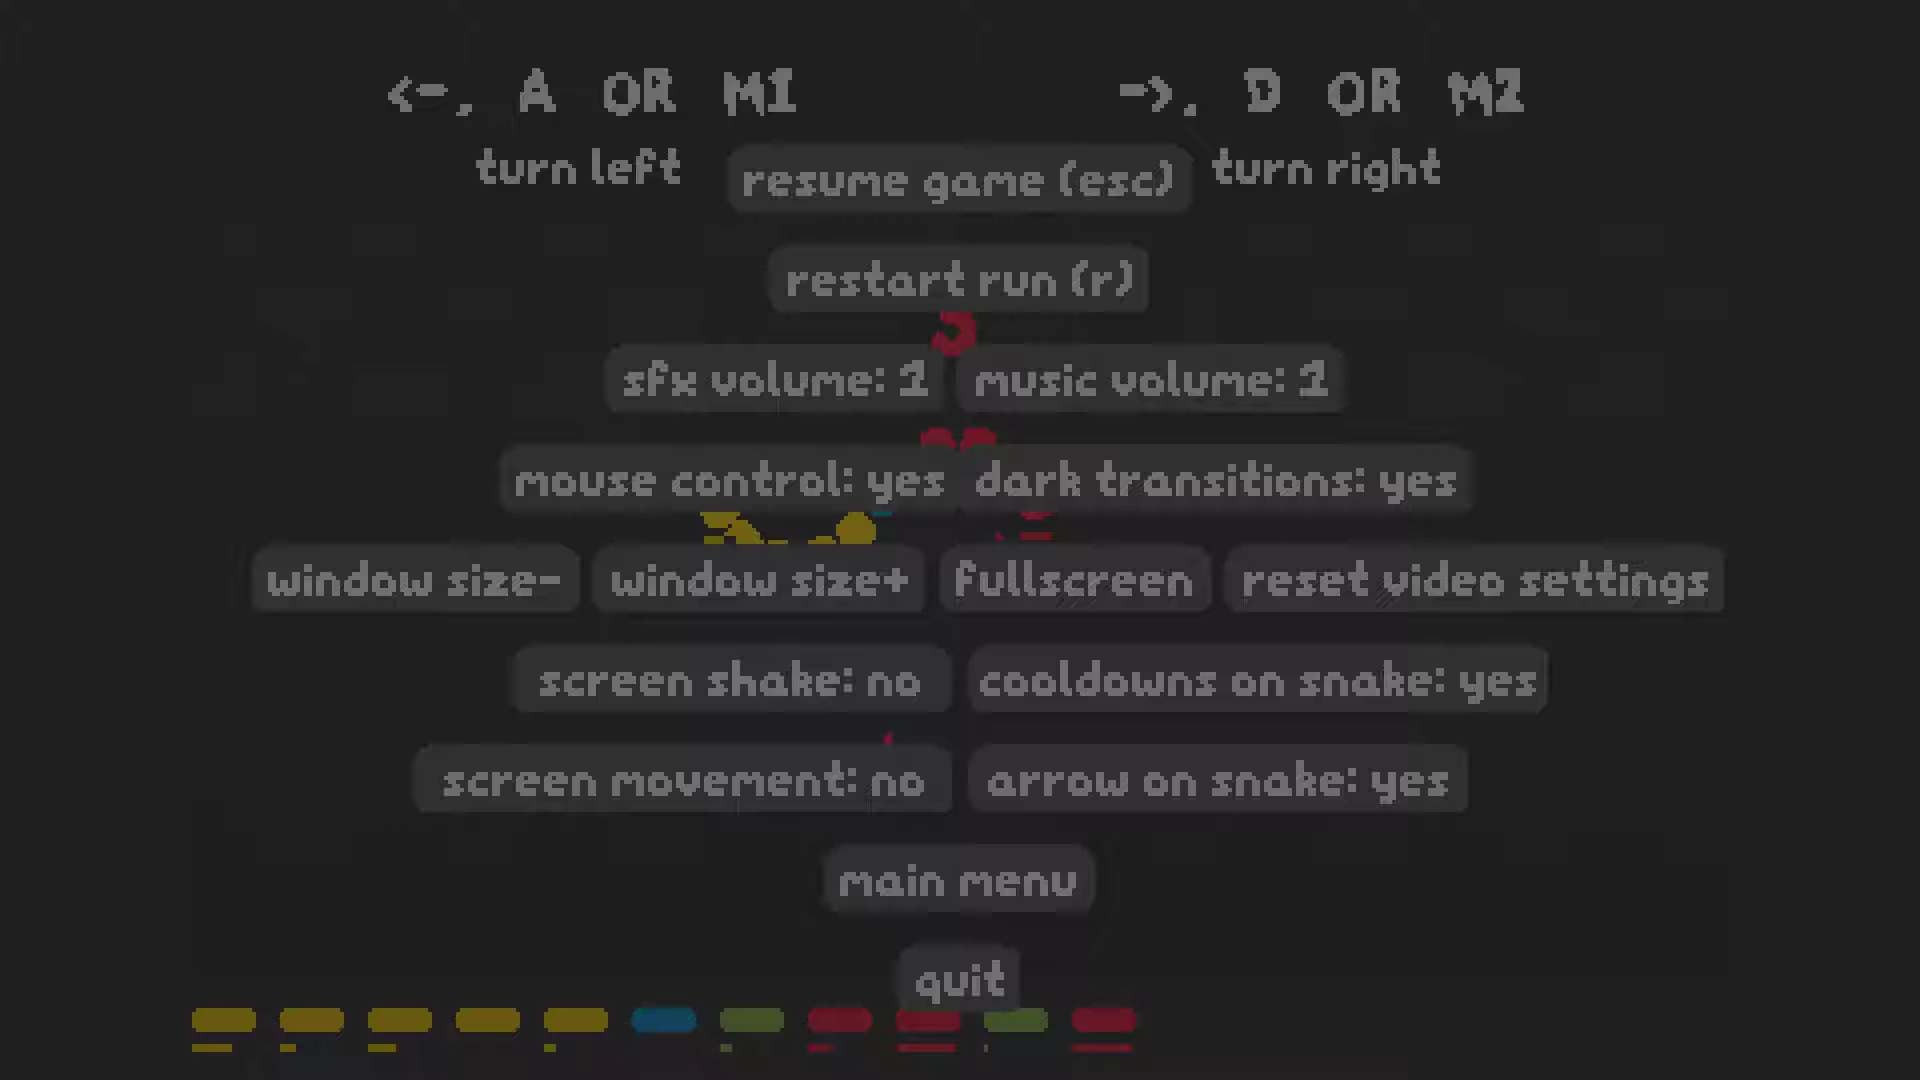 <-, A OR M1 ->, D OR M2
turn left resume game (esc) turn right
restart run (r)
sfx volume: 1 music volume: 1
mouse control: yes dark transitions: yes
window size- window size+ fullscreen reset video settings
screen shake: no cooldowns on snake: yes
screen movement: no arrow on snake: yes
main menu
quit